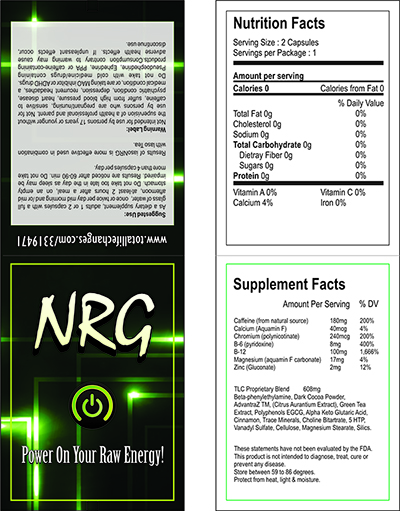 www.totallifechanges.com/3319471
Suggested Use:
As a dietary supplement, adults 1 or 2 capsules with a full
glass of water, once or twice per day mid morning and /or mid
afternoon, at least 2 hours after a meal, on an empty
stomach. Do not take too late in the day as sleep may be
impaired. Results are noticed after 60-90 min. Do not take
more than 4 capsules per day.
Results of IasoNRG is more effective used in combination
with Iaso Tea.
Label Warning:
Not intended for use by persons 17 years or younger without
the supervision of a health professional and parent. Not for
use by persons who are pregnant/nursing, sensitive to
caffeine, suffer from high blood pressure, heart disease,
psychiatric condition, depression, recurrent headaches, a
medical condition, or are taking MAO inhibitor or ADHD drugs.
Do not take with cold medicine/drugs containing
Pseudoephedrine, Ephedrine, PPA or caffeine-containing
products. Consumption contrary to warning may cause
adverse health effects. If unpleasant effects occur,
discontinue use.
NRG
Power On Your Raw Energy!
Nutrition Facts
Serving Size : 2 Capsules
Servings per Package : 1
Amount per serving
Calories 0 Calories from Fat 0
% Daily Value
Total Fat 0g 0%
Cholesterol 0g 0%
Sodium 0g 0%
Total Carbohydrate 0g 0%
Dietray Fiber 0g 0%
Sugars 0g 0%
Protein 0g 0%
Vitamin A 0% Vitamin C 0%
Calcium 4% Iron 0%
Supplement Facts
Amount Per Serving % DV
Caffeine (from natural source) 180mg 200%
Calcium (Aquamin F) 40mcg 4%
Chromium (polynicotinate) 240mcg 200%
B-6 (pyridoxine) 8mg 400%
B-12 100mg 1,666%
Magnesium (aquamin F carbonate) 17mg 4%
Zinc (Gluconate) 2mg 12%
TLC Proprietary Blend 608mg
Beta-phenylethylamine, Dark Cocoa Powder,
AdvantraZ TM, (Citrus Aurantium Extract), Green Tea
Extract, Polyphenols EGCG, Alpha Keto Glutaric Acid,
Cinnamon, Trace Minerals, Choline Bitartrate, 5 HTP.
Vanadyl Sulfate, Cellulose, Magnesium Stearate, Silics.
These statements have not been evaluated by the FDA.
This product is not intended to diagnose, treat, cure or
prevent any disease.
Store between 59 to 86 degrees.
Protect from heat, light & moisture.